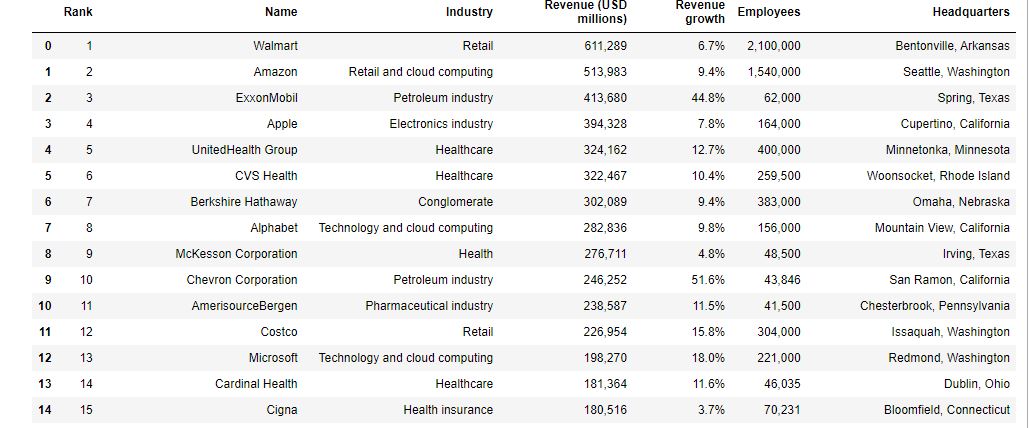 Rank Name Industry Revenue (USD millions) Revenue growth Employees Headquarters
0 1 Walmart Retail 611,289 6.7% 2,100,000 Bentonville, Arkansas
1 2 Amazon Retail and cloud computing 513,983 9.4% 1,540,000 Seattle, Washington
2 3 ExxonMobil Petroleum industry 413,680 44.8% 62,000 Spring, Texas
3 4 Apple Electronics industry 394,328 7.8% 164,000 Cupertino, California
4 5 UnitedHealth Group Healthcare 324,162 12.7% 400,000 Minnetonka, Minnesota
5 6 CVS Health Healthcare 322,467 10.4% 259,500 Woonsocket, Rhode Island
6 7 Berkshire Hathaway Conglomerate 302,089 9.4% 383,000 Omaha, Nebraska
7 8 Alphabet Technology and cloud computing 282,836 9.8% 156,000 Mountain View, California
8 9 McKesson Corporation Health 276,711 4.8% 48,500 Irving, Texas
9 10 Chevron Corporation Petroleum industry 246,252 51.6% 43,846 San Ramon, California
10 11 AmerisourceBergen Pharmaceutical industry 238,587 11.5% 41,500 Chesterbrook, Pennsylvania
11 12 Costco Retail 226,954 15.8% 304,000 Issaquah, Washington
12 13 Microsoft Technology and cloud computing 198,270 18.0% 221,000 Redmond, Washington
13 14 Cardinal Health Healthcare 181,364 11.6% 46,035 Dublin, Ohio
14 15 Cigna Health insurance 180,516 3.7% 70,231 Bloomfield, Connecticut